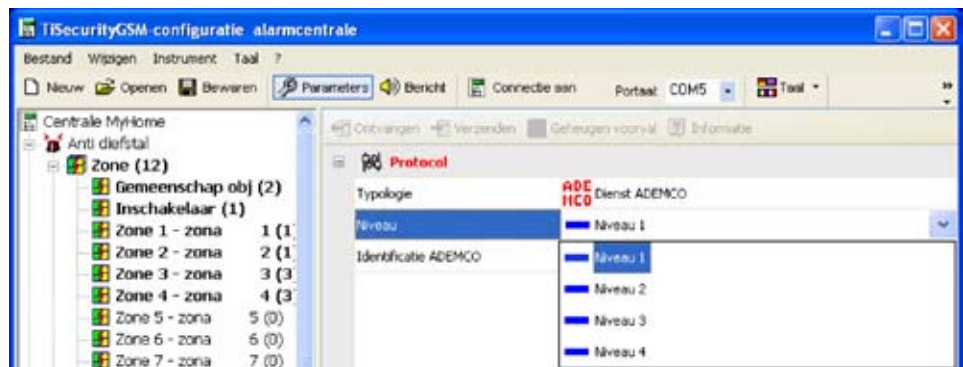 TiSecurityGSM-configuratie alarmcentrale
Bestand Wijzigen Instrument Taal ?
Nieuw Openen Bewaren Parameters Bericht Connectie aan Portaal: COM5 Taal
Centrale MyHome
Ontvangen Verzenden Geheugen voorval Informatie
Anti diefstal
Zone (12)
Protocol
Gemeenschap obj (2)
Typologie ADEMCO Dienst ADEMCO
Inschakelaar (1)
Niveau Niveau 1
Zone 1 - zona 1 (1
Zone 2 - zona 2 (1
Identificatie ADEMCO Niveau 1
Zone 3 - zona 3 (3
Niveau 2
Zone 4 - zona 4 (3
Zone 5 - zona 5 (0)
Niveau 3
Zone 6 - zona 6 (0)
Niveau 4
Zone 7 - zona 7 (0)